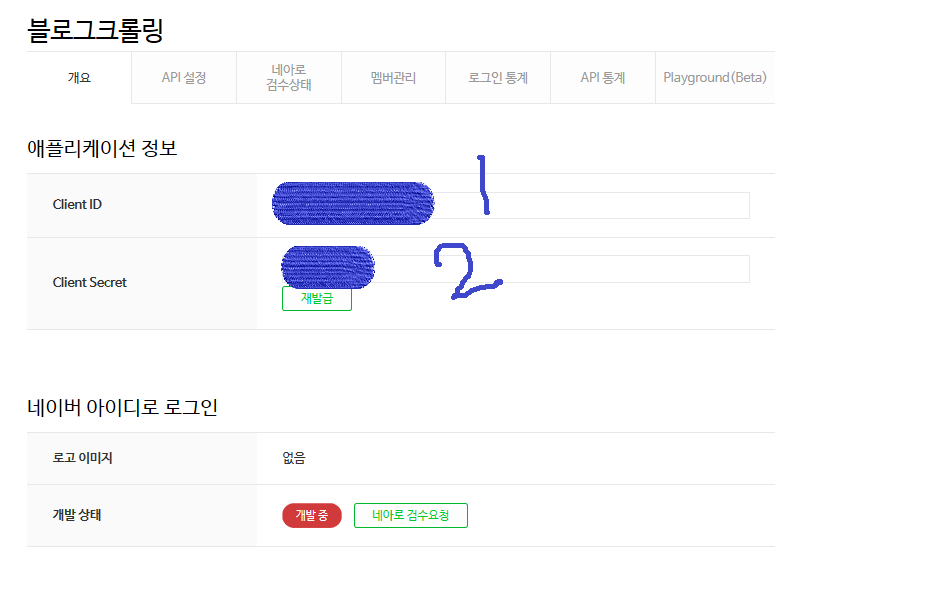 블로그크롤링
개요
API 설정
네아로
검수상태
멤버관리
로그인 통계
API 통계
Playground(Beta)
애플리케이션 정보
Client ID
1
Client Secret
2
재발급
네이버 아이디로 로그인
로고 이미지
없음
개발 상태
개발 중
네아로 검수요청